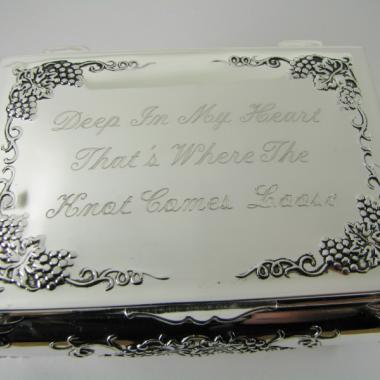 Deep In My Heart
That's Where The
Knot Comes Loose